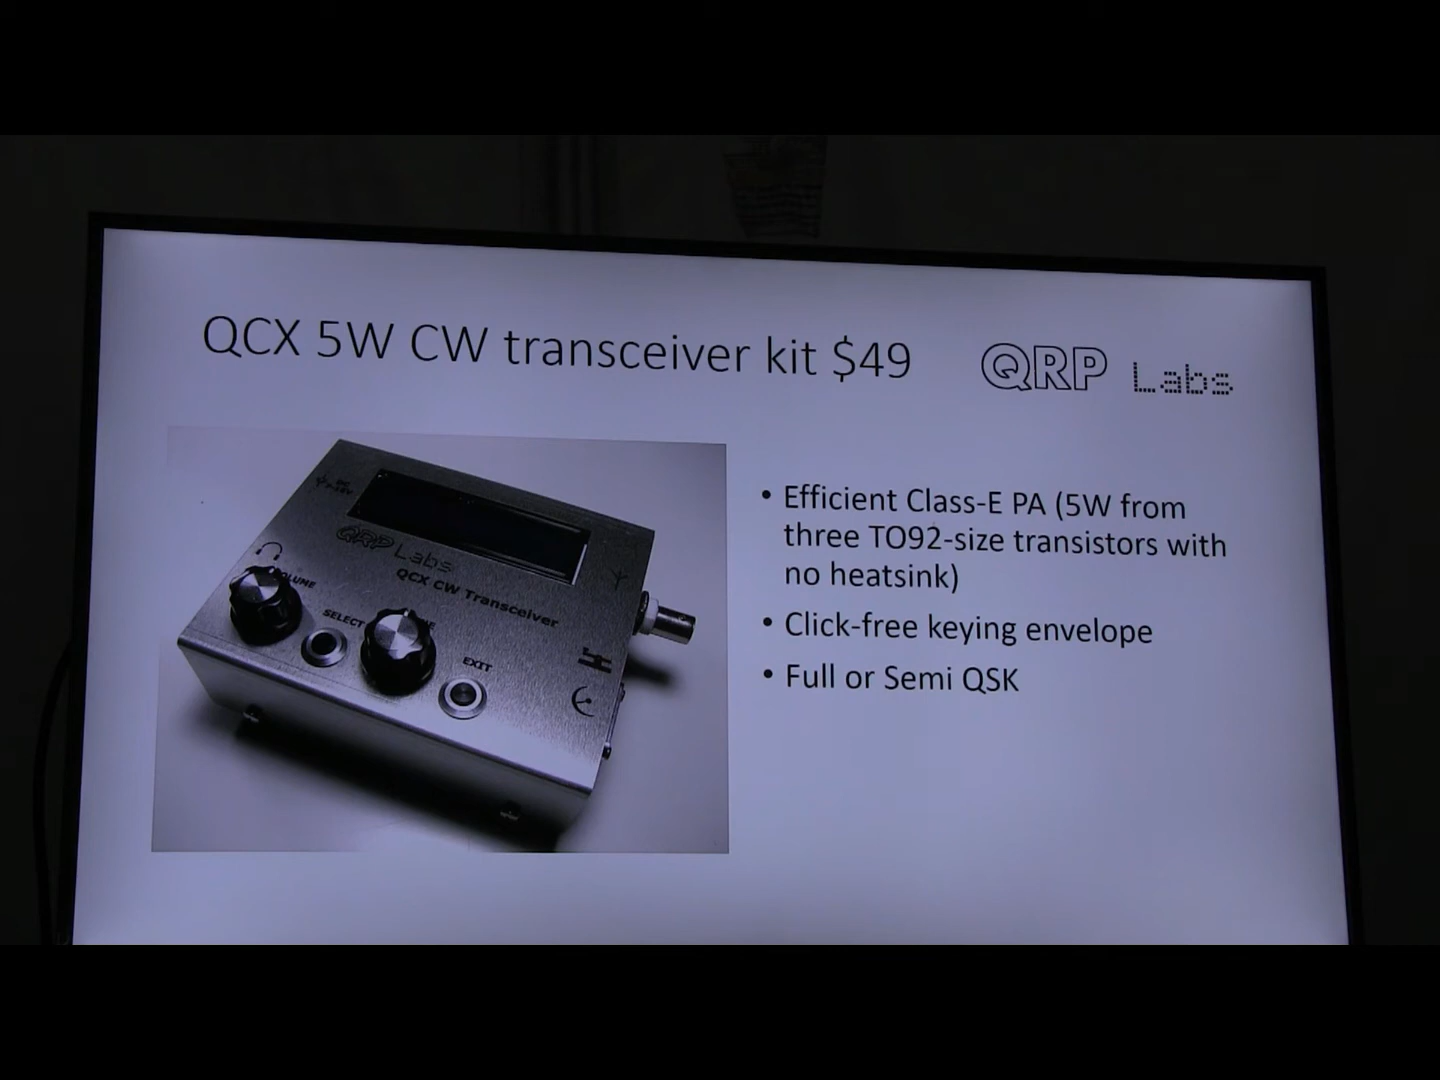 QCX 5W CW transceiver kit $49
QRP Labs
• Efficient Class-E PA (5W from
three TO92-size transistors with
no heatsink)
• Click-free keying envelope
• Full or Semi QSK
QRP Labs
QCX CW Transceiver
VOLUME
SELECT
EXIT